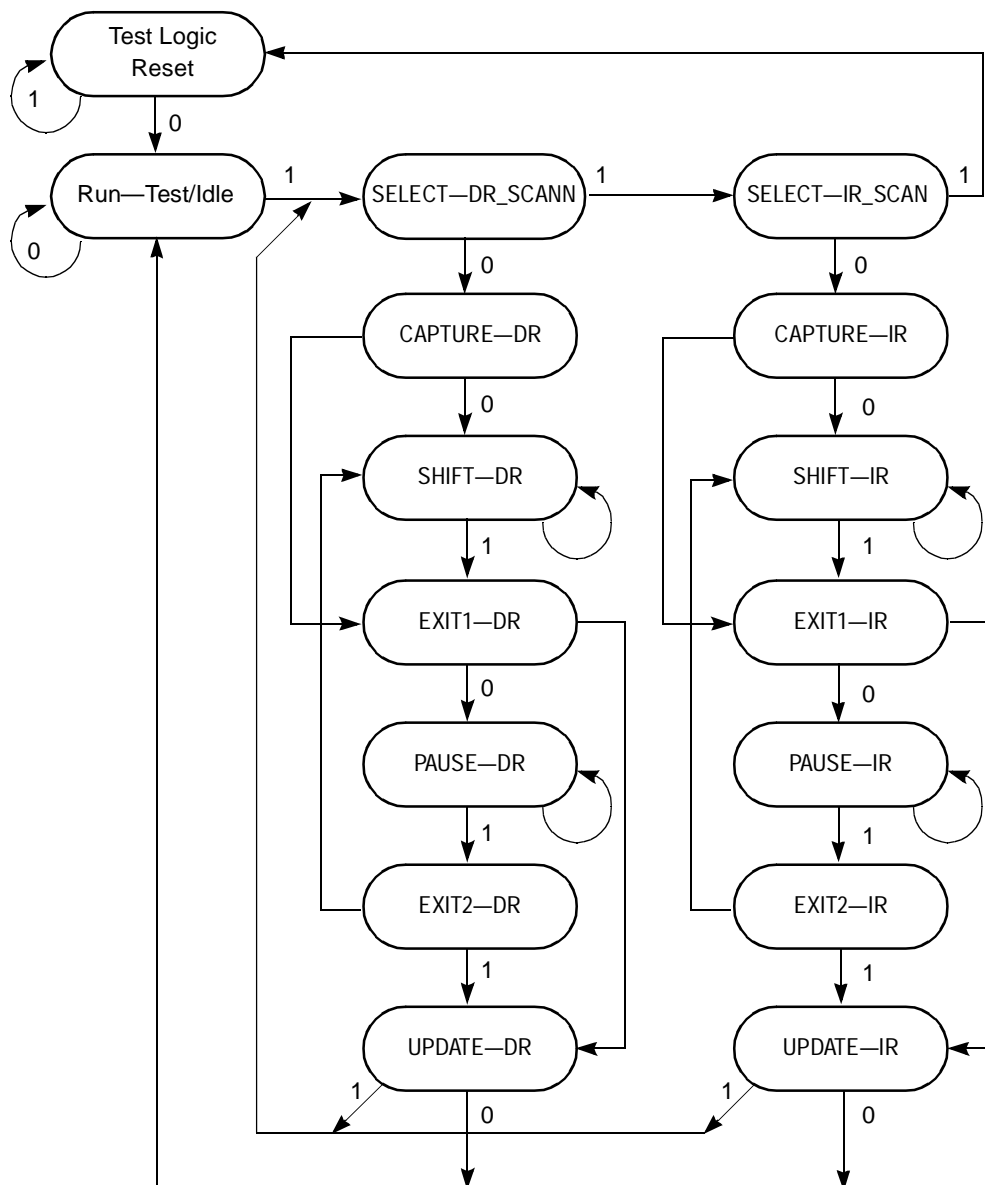 Test Logic
Reset
1
0
Run—Test/Idle
1
SELECT—DR_SCANN
1
SELECT—IR_SCAN
1
0
0
0
CAPTURE—DR
CAPTURE—IR
0
0
SHIFT—DR
SHIFT—IR
1
1
EXIT1—DR
EXIT1—IR
0
0
PAUSE—DR
PAUSE—IR
1
1
EXIT2—DR
EXIT2—IR
1
1
UPDATE—DR
UPDATE—IR
1
1
0
0